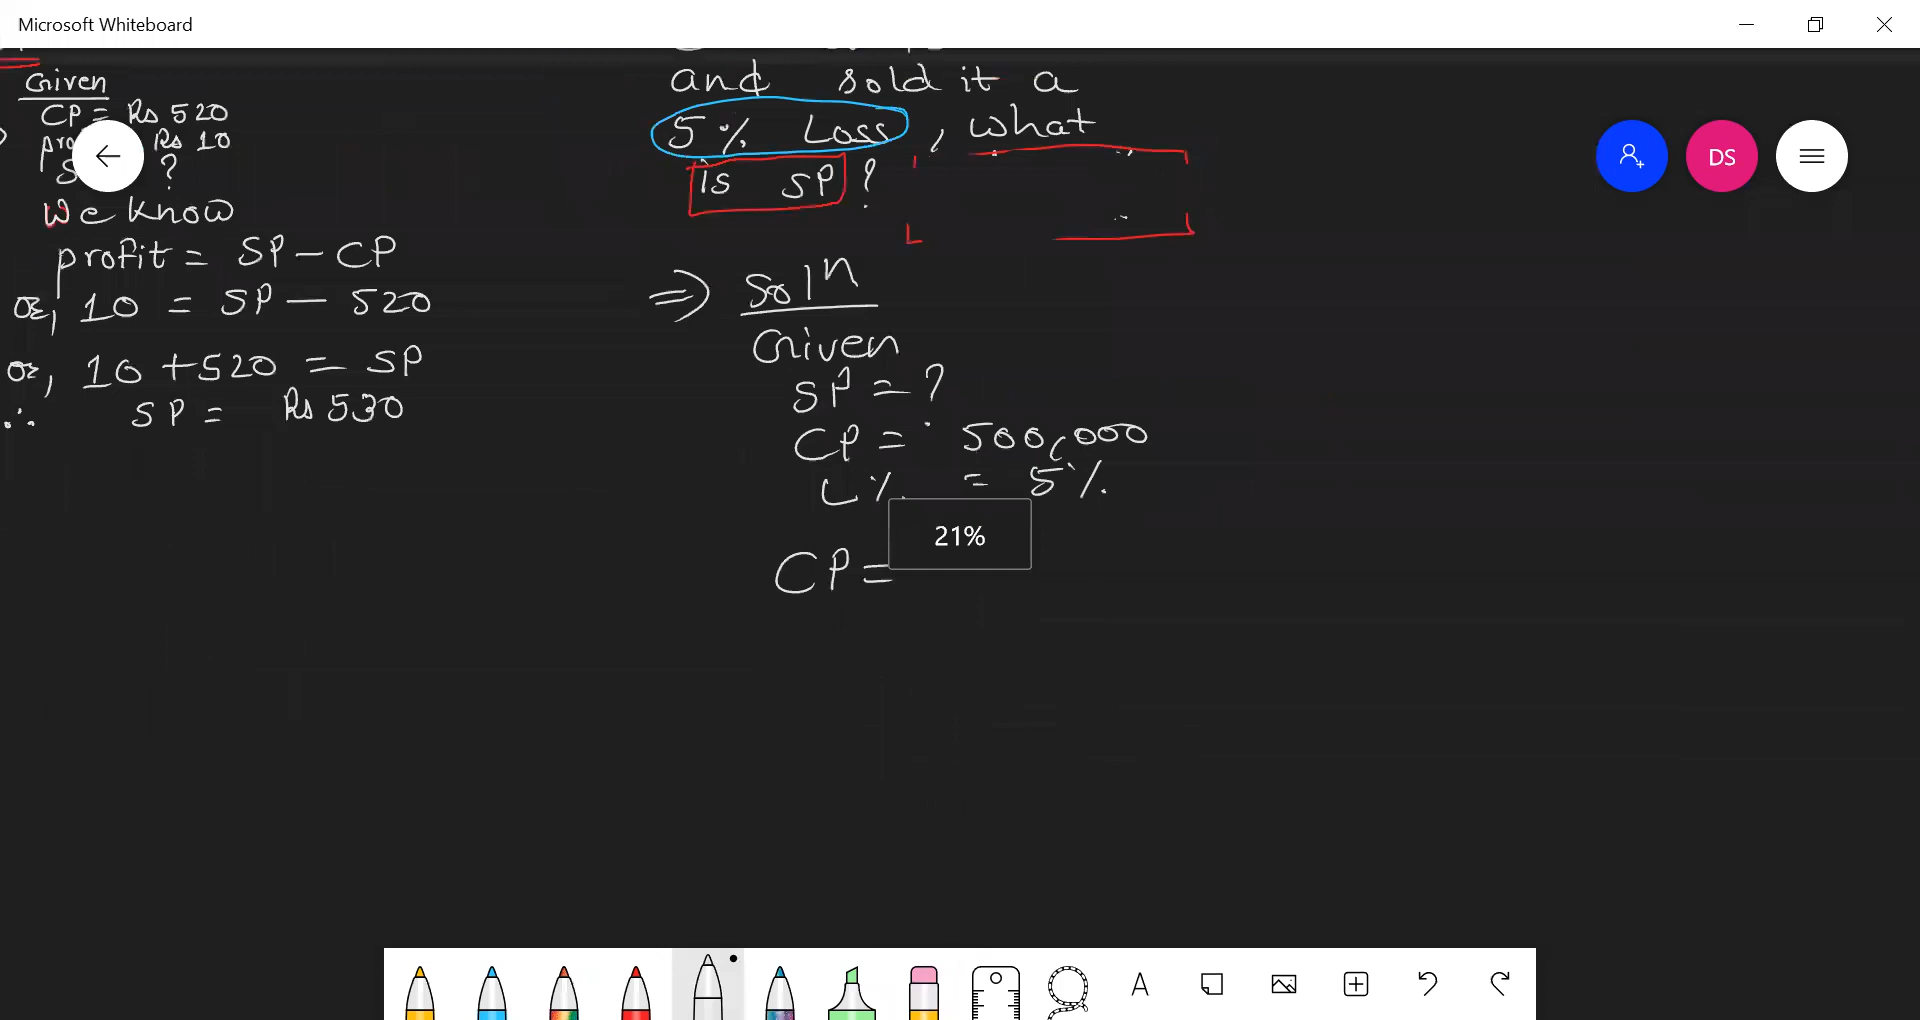 Microsoft Whiteboard
Given
CP = Rs 520
Rs 10
?
We know
profit = SP - CP
or, 10 = SP - 520
or, 10 + 520 = SP
∴ SP = Rs 530
and sold it a
5% Loss, what
is SP?
=> Solⁿ
Given
SP = ?
CP = 500,000
L% = 5%
21%
CP =
DS
A